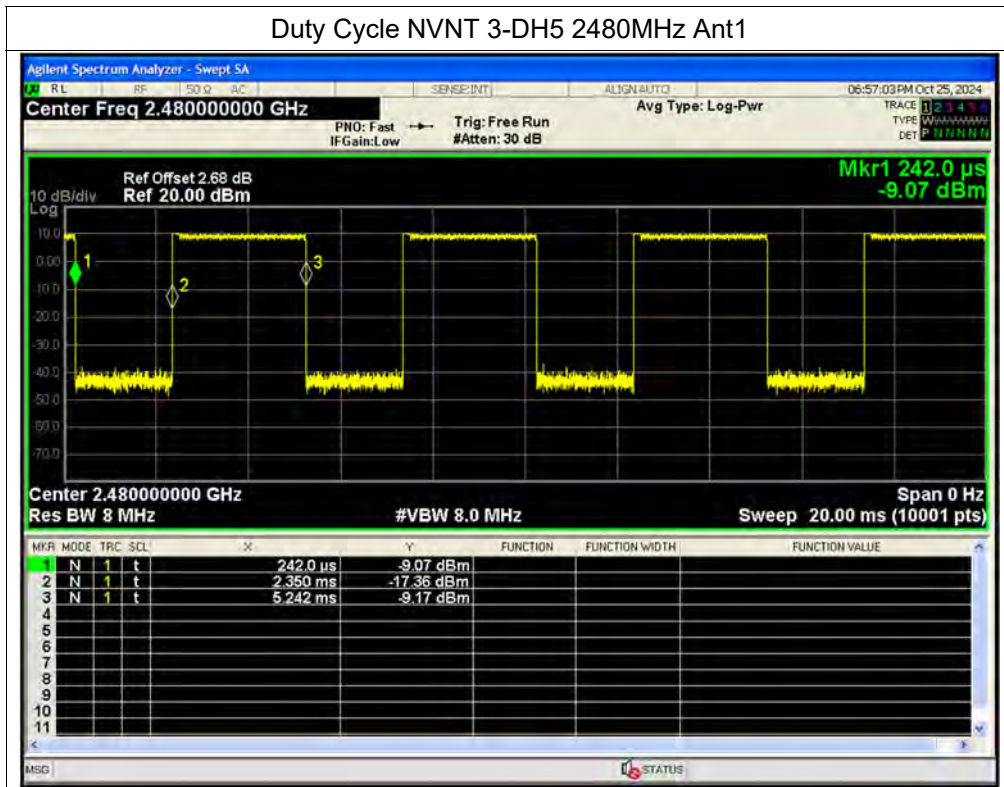 Duty Cycle NVNT 3-DH5 2480MHz Ant1
Agilent Spectrum Analyzer - Swept SA
RL RF 50 Ω AC SENSE:INT ALIGN AUTO 06:57:03 PM Oct 25, 2024
Center Freq 2.480000000 GHz Avg Type: Log-Pwr TRACE 1 2 3 4 5 6
PNO: Fast Trig: Free Run TYPE W
IFGain:Low #Atten: 30 dB DET P N N N N N
Mkr1 242.0 µs
-9.07 dBm
Ref Offset 2.68 dB
10 dB/div Ref 20.00 dBm
Log
10.0
0.00
-10.0
-20.0
-30.0
-40.0
-50.0
-60.0
-70.0
1
2
3
Center 2.480000000 GHz Span 0 Hz
Res BW 8 MHz #VBW 8.0 MHz Sweep 20.00 ms (10001 pts)
MKR MODE TRC SCL X Y FUNCTION FUNCTION WIDTH FUNCTION VALUE
1 N 1 t 242.0 µs -9.07 dBm
2 N 1 t 2.350 ms -17.36 dBm
3 N 1 t 5.242 ms -9.17 dBm
4
5
6
7
8
9
10
11
MSG STATUS